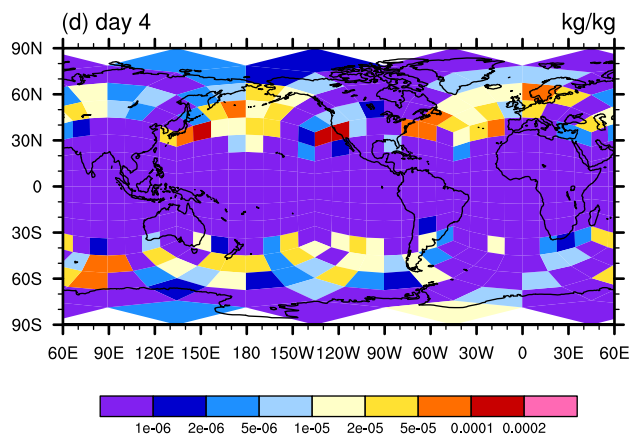 (d) day 4 kg/kg
90N
60N
30N
0
30S
60S
90S
60E 90E 120E 150E 180 150W 120W 90W 60W 30W 0 30E 60E
1e-06 2e-06 5e-06 1e-05 2e-05 5e-05 0.0001 0.0002